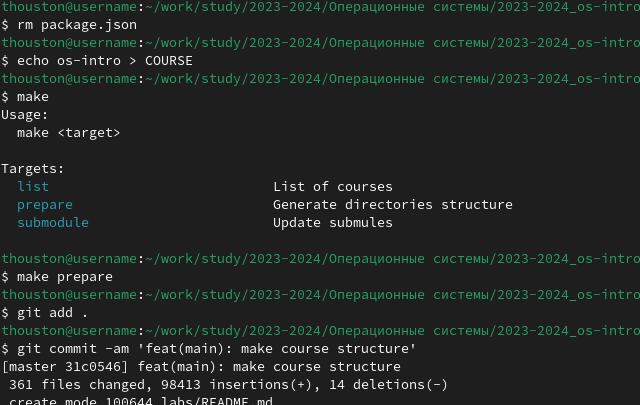 thouston@username:~/work/study/2023-2024/Операционные системы/2023-2024_os-intro
$ rm package.json
thouston@username:~/work/study/2023-2024/Операционные системы/2023-2024_os-intro
$ echo os-intro > COURSE
thouston@username:~/work/study/2023-2024/Операционные системы/2023-2024_os-intro
$ make
Usage:
  make <target>

Targets:
  list                            List of courses
  prepare                         Generate directories structure
  submodule                       Update submules

thouston@username:~/work/study/2023-2024/Операционные системы/2023-2024_os-intro
$ make prepare
thouston@username:~/work/study/2023-2024/Операционные системы/2023-2024_os-intro
$ git add .
thouston@username:~/work/study/2023-2024/Операционные системы/2023-2024_os-intro
$ git commit -am 'feat(main): make course structure'
[master 31c0546] feat(main): make course structure
 361 files changed, 98413 insertions(+), 14 deletions(-)
 create mode 100644 labs/README.md